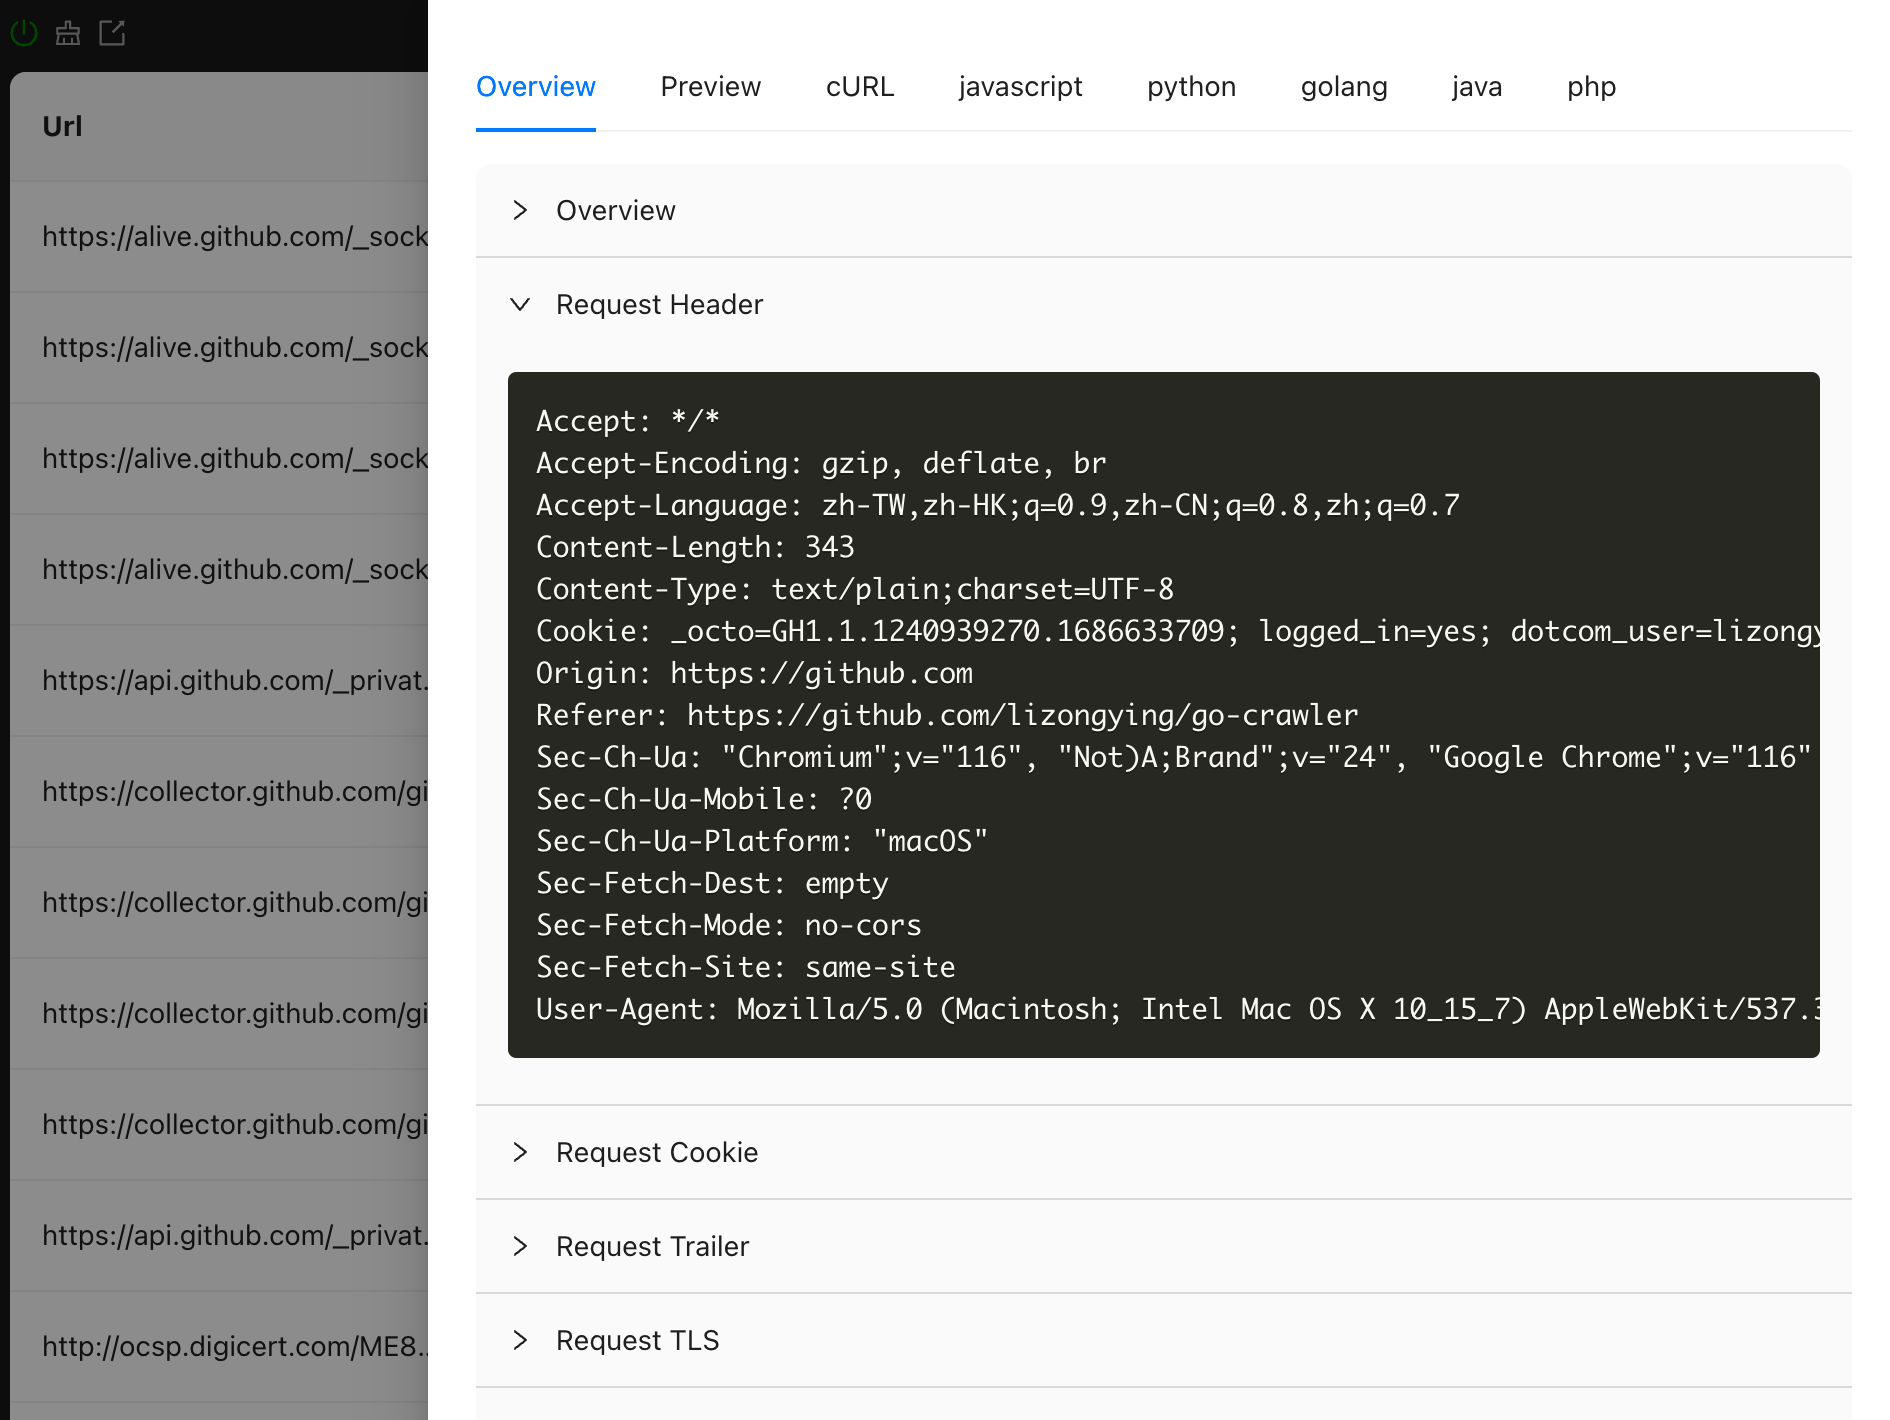 Url
https://alive.github.com/_sock
https://alive.github.com/_sock
https://alive.github.com/_sock
https://alive.github.com/_sock
https://api.github.com/_privat.
https://collector.github.com/gi
https://collector.github.com/gi
https://collector.github.com/gi
https://collector.github.com/gi
https://api.github.com/_privat.
http://ocsp.digicert.com/ME8..
Overview Preview cURL javascript python golang java php
Overview
Request Header
Accept: */*
Accept-Encoding: gzip, deflate, br
Accept-Language: zh-TW,zh-HK;q=0.9,zh-CN;q=0.8,zh;q=0.7
Content-Length: 343
Content-Type: text/plain;charset=UTF-8
Cookie: _octo=GH1.1.1240939270.1686633709; logged_in=yes; dotcom_user=lizongy
Origin: https://github.com
Referer: https://github.com/lizongying/go-crawler
Sec-Ch-Ua: "Chromium";v="116", "Not)A;Brand";v="24", "Google Chrome";v="116"
Sec-Ch-Ua-Mobile: ?0
Sec-Ch-Ua-Platform: "macOS"
Sec-Fetch-Dest: empty
Sec-Fetch-Mode: no-cors
Sec-Fetch-Site: same-site
User-Agent: Mozilla/5.0 (Macintosh; Intel Mac OS X 10_15_7) AppleWebKit/537.3
Request Cookie
Request Trailer
Request TLS